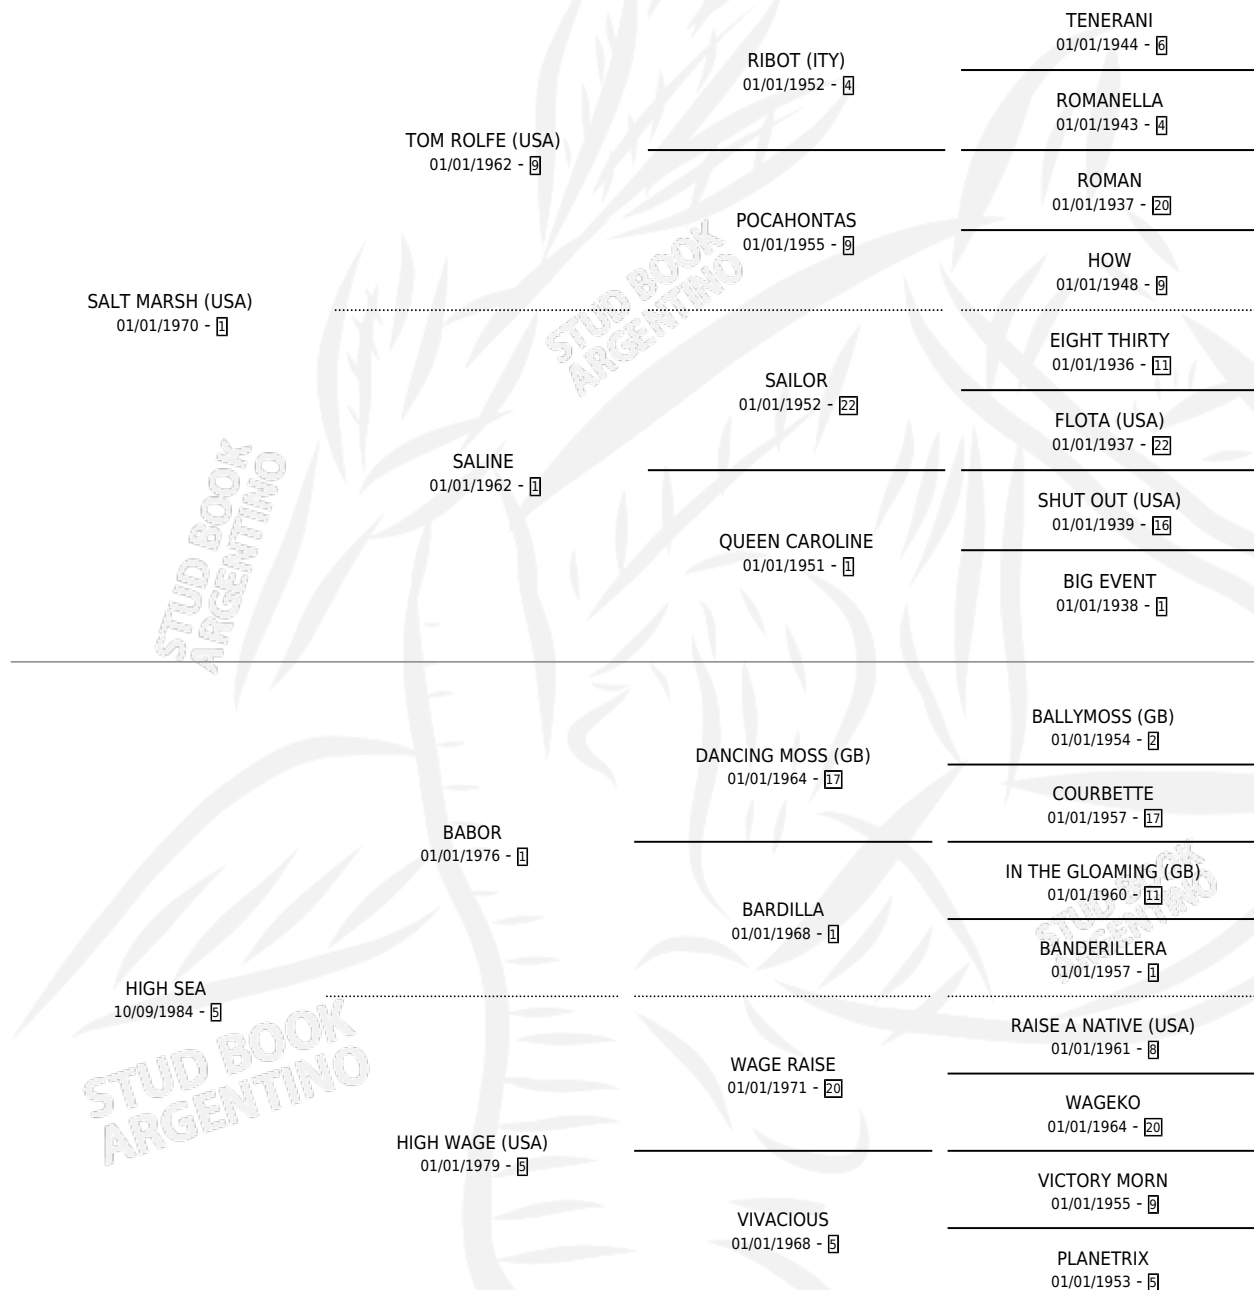 TENERANI
01/01/1944 - 6
RIBOT (ITY)
01/01/1952 - 4
ROMANELLA
01/01/1943 - 4
TOM ROLFE (USA)
01/01/1962 - 9
ROMAN
01/01/1937 - 20
POCAHONTAS
01/01/1955 - 9
HOW
01/01/1948 - 9
SALT MARSH (USA)
01/01/1970 - 1
EIGHT THIRTY
01/01/1936 - 11
SAILOR
01/01/1952 - 22
FLOTA (USA)
01/01/1937 - 22
SALINE
01/01/1962 - 1
SHUT OUT (USA)
01/01/1939 - 16
QUEEN CAROLINE
01/01/1951 - 1
BIG EVENT
01/01/1938 - 1
BALLYMOSS (GB)
01/01/1954 - 2
DANCING MOSS (GB)
01/01/1964 - 17
COURBETTE
01/01/1957 - 17
BABOR
01/01/1976 - 1
IN THE GLOAMING (GB)
01/01/1960 - 11
BARDILLA
01/01/1968 - 1
BANDERILLERA
01/01/1957 - 1
HIGH SEA
10/09/1984 - 5
RAISE A NATIVE (USA)
01/01/1961 - 8
WAGE RAISE
01/01/1971 - 20
WAGEKO
01/01/1964 - 20
HIGH WAGE (USA)
01/01/1979 - 5
VICTORY MORN
01/01/1955 - 9
VIVACIOUS
01/01/1968 - 5
PLANETRIX
01/01/1953 - 5
STUD BOOK
ARGENTINO
STUD BOOK
ARGENTINO
STUD BOOK
ARGENTINO
STUD BOOK
ARGENTINO